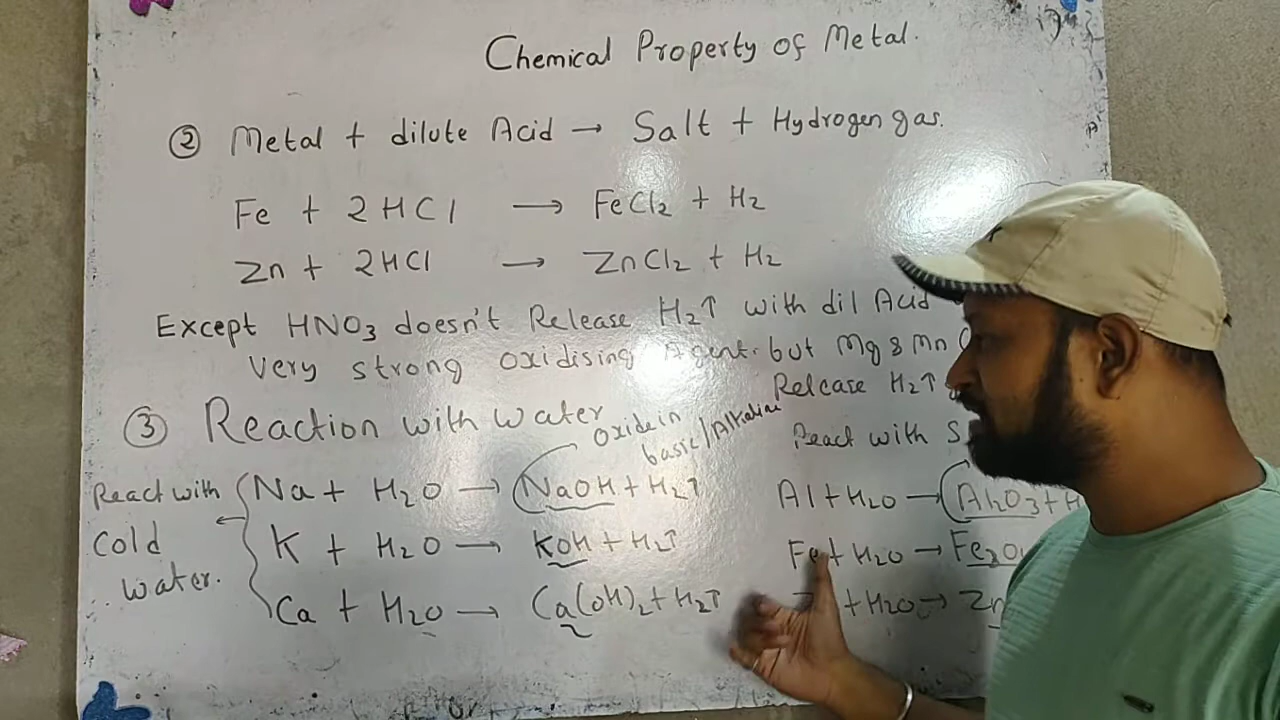 Chemical Property of Metal.
② Metal + dilute Acid → Salt + Hydrogen gas.
Fe + 2HCl → FeCl2 + H2
Zn + 2HCl → ZnCl2 + H2
Except HNO3 doesn't Release H2↑ with dil Acid
Very strong oxidising Agent. but Mg & Mn
Release H2↑
③ Reaction with water
Oxide in
basic/Alkaline
React with
cold
water.
Na + H2O → NaOH + H2↑
K + H2O → KOH + H2↑
Ca + H2O → Ca(OH)2 + H2↑
React with S
Al + H2O → Al2O3 + H
Fe + H2O → Fe3O
+ H2O → Zn